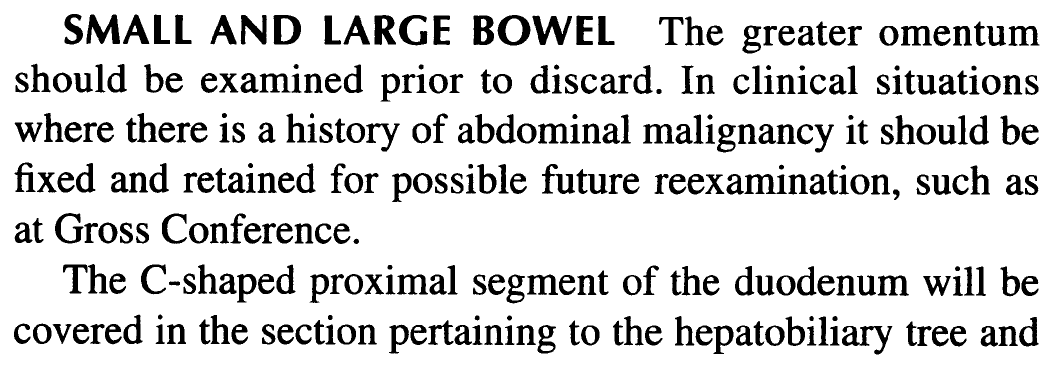 SMALL AND LARGE BOWEL The greater omentum
should be examined prior to discard. In clinical situations
where there is a history of abdominal malignancy it should be
fixed and retained for possible future reexamination, such as
at Gross Conference.
The C-shaped proximal segment of the duodenum will be
covered in the section pertaining to the hepatobiliary tree and